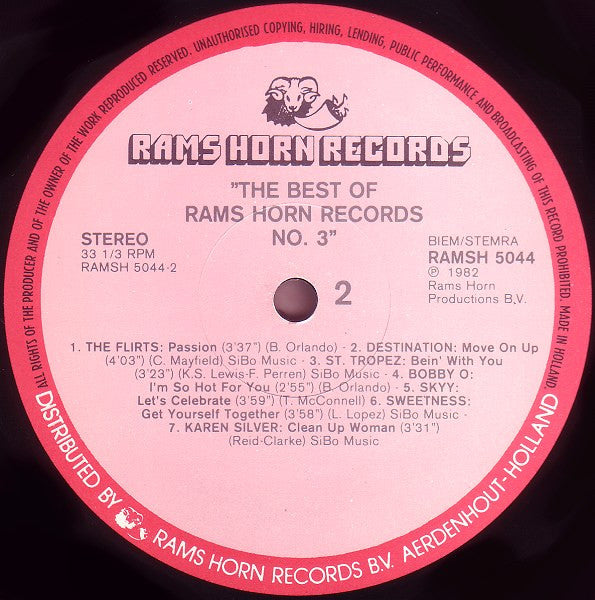 ALL RIGHTS OF THE PRODUCER AND OF THE OWNER OF THE WORK REPRODUCED RESERVED. UNAUTHORISED COPYING, HIRING, LENDING, PUBLIC PERFORMANCE AND BROADCASTING OF THIS RECORD PROHIBITED. MADE IN HOLLAND
RAMS HORN RECORDS
"THE BEST OF
RAMS HORN RECORDS
NO. 3"
STEREO
33 1/3 RPM
RAMSH 5044-2
BIEM/STEMRA
RAMSH 5044
℗ 1982
Rams Horn
Productions B.V.
2
1. THE FLIRTS: Passion (3'37") (B. Orlando) · 2. DESTINATION: Move On Up
(4'03") (C. Mayfield) SiBo Music · 3. ST. TROPEZ: Bein' With You
(3'23") (K.S. Lewis-F. Perren) SiBo Music · 4. BOBBY O:
I'm So Hot For You (2'55") (B. Orlando) · 5. SKYY:
Let's Celebrate (3'59") (T. McConnell) 6. SWEETNESS:
Get Yourself Together (3'58") (L. Lopez) SiBo Music ·
7. KAREN SILVER: Clean Up Woman (3'31")
(Reid-Clarke) SiBo Music
DISTRIBUTED BY RAMS HORN RECORDS B.V. AERDENHOUT-HOLLAND